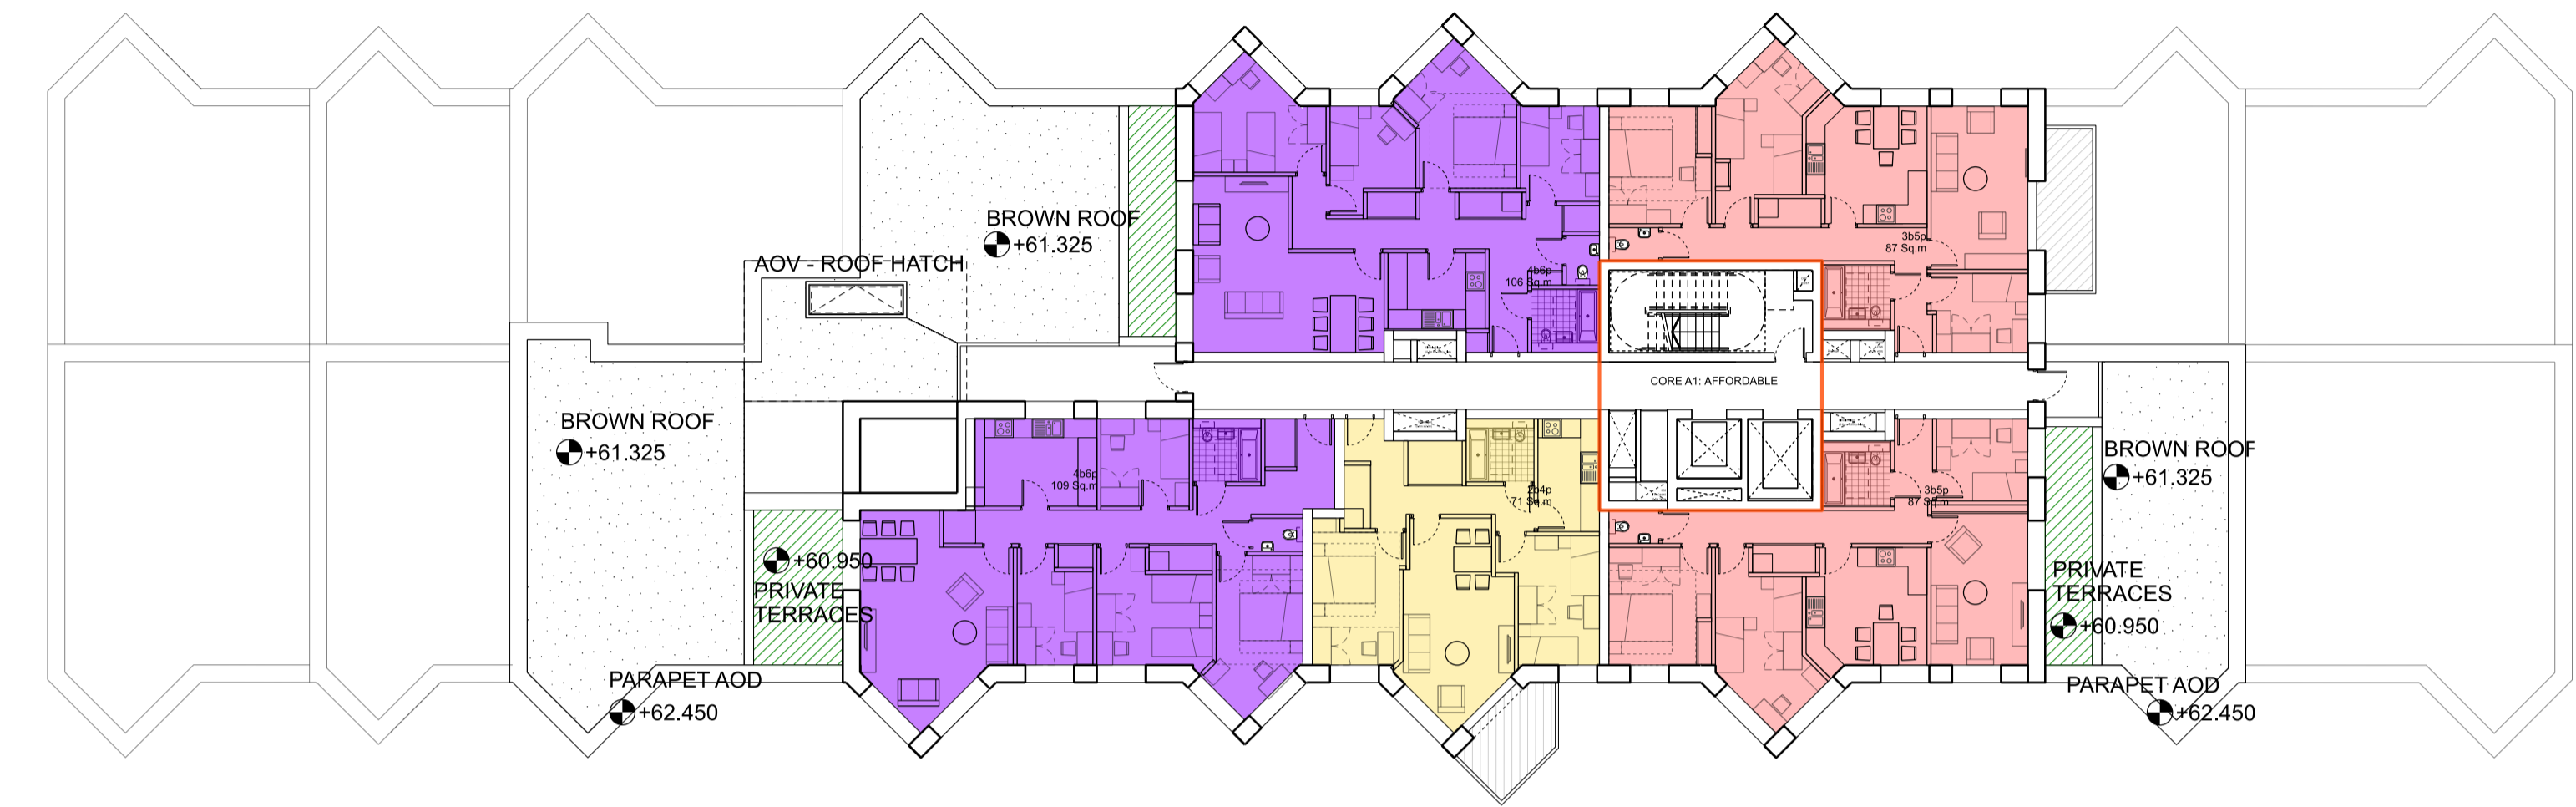 BROWN ROOF
+61.325
AOV - ROOF HATCH
BROWN ROOF
+61.325
+60.950
PRIVATE
TERRACES
PARAPET AOD
+62.450
4b6p
106 Sq.m
3b5p
87 Sq.m
CORE A1: AFFORDABLE
4b6p
109 Sq.m
2b4p
71 Sq.m
3b5p
87 Sq.m
BROWN ROOF
+61.325
PRIVATE
TERRACES
+60.950
PARAPET AOD
+62.450